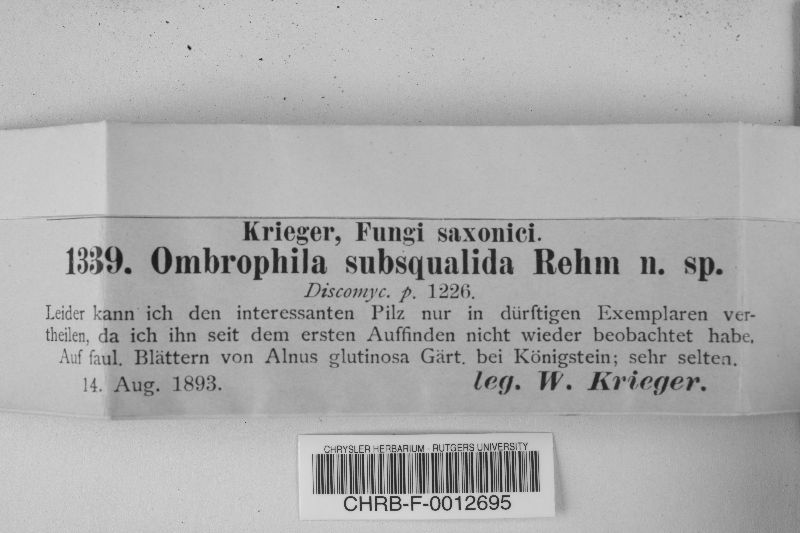 Krieger, Fungi saxonici.
1339. Ombrophila subsqualida Rehm n. sp.
Discomyc. p. 1226.
Leider kann ich den interessanten Pilz nur in dürftigen Exemplaren ver-
theilen, da ich ihn seit dem ersten Auffinden nicht wieder beobachtet habe.
Auf faul. Blättern von Alnus glutinosa Gärt. bei Königstein; sehr selten.
14. Aug. 1893. leg. W. Krieger.
CHRYSLER HERBARIUM - RUTGERS UNIVERSITY
CHRB-F-0012695